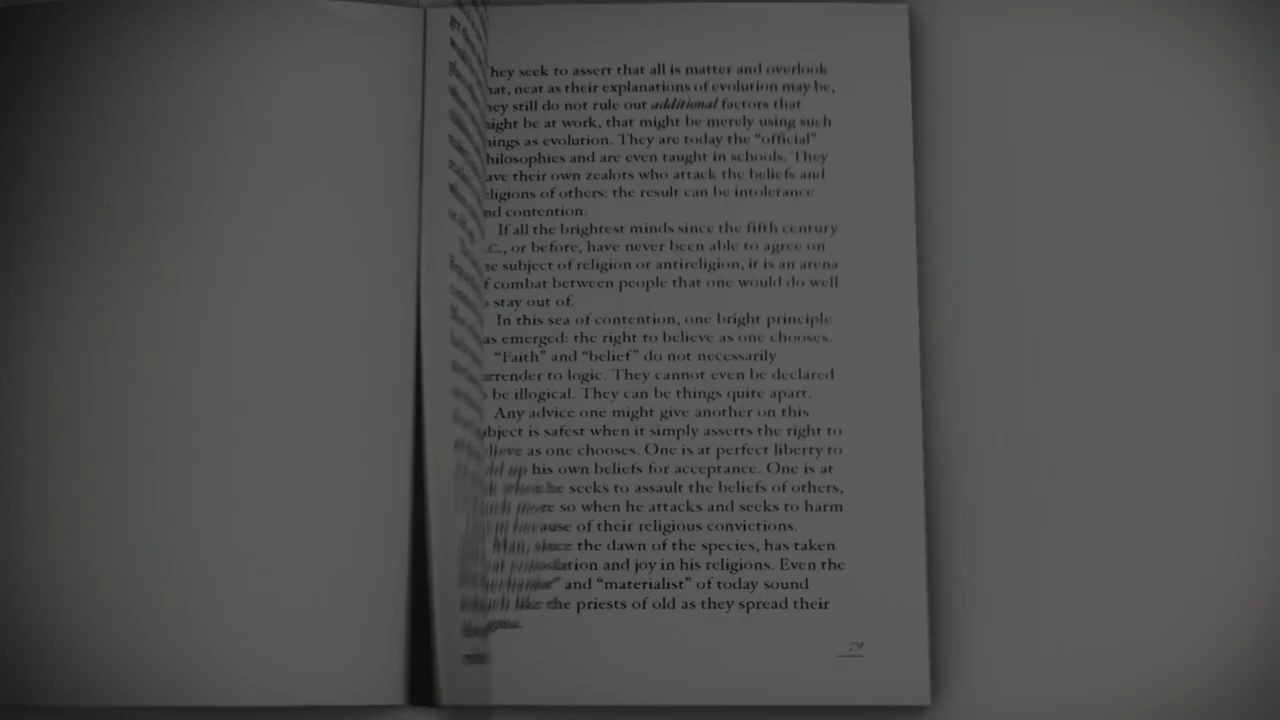 hey seek to assert that all is matter and overlook
at, neat as their explanations of evolution may be,
ey still do not rule out additional factors that
ight be at work, that might be merely using such
ings as evolution. They are today the “official”
hilosophies and are even taught in schools. They
ave their own zealots who attack the beliefs and
eligions of others: the result can be intolerance
nd contention.
If all the brightest minds since the fifth century
.C., or before, have never been able to agree on
e subject of religion or antireligion, it is an arena
f combat between people that one would do well
stay out of.
In this sea of contention, one bright principle
as emerged: the right to believe as one chooses.
“Faith” and “belief” do not necessarily
rrender to logic. They cannot even be declared
be illogical. They can be things quite apart.
Any advice one might give another on this
bject is safest when it simply asserts the right to
lieve as one chooses. One is at perfect liberty to
up his own beliefs for acceptance. One is at
seeks to assault the beliefs of others,
more so when he attacks and seeks to harm
because of their religious convictions.
Man, since the dawn of the species, has taken
and joy in his religions. Even the
and “materialist” of today sound
like the priests of old as they spread their
79